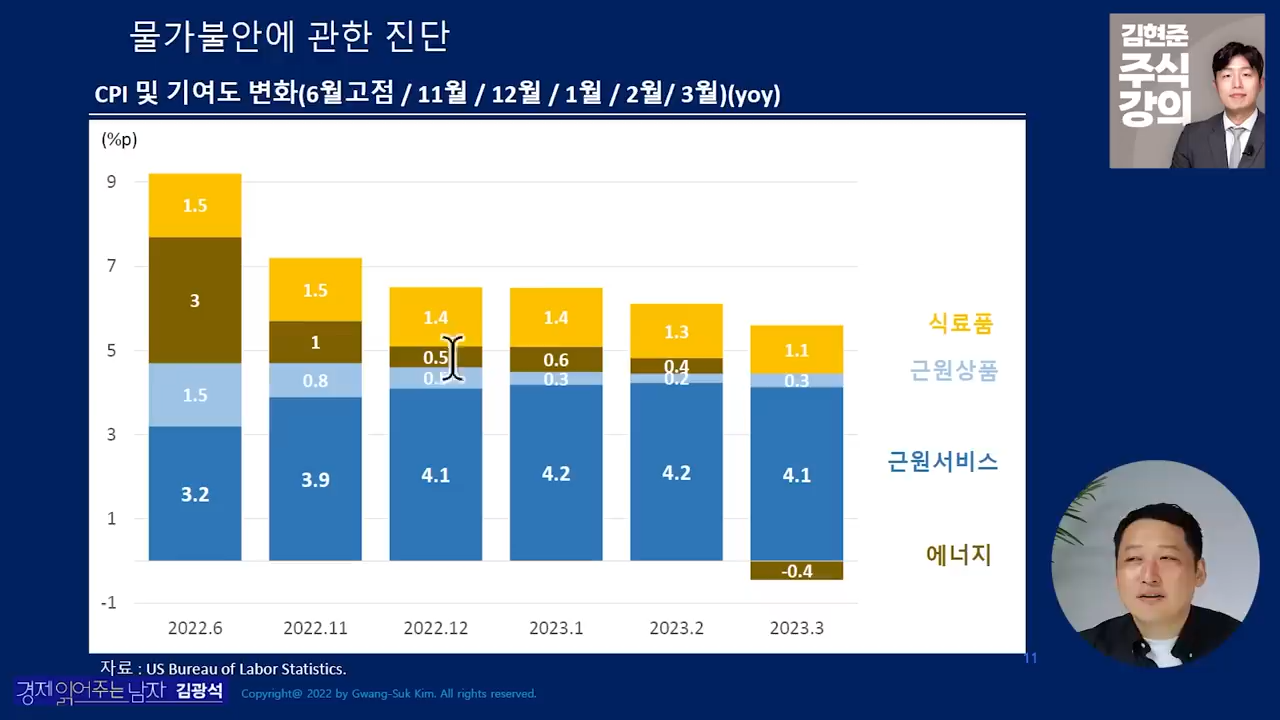 물가불안에 관한 진단
김현준
주식
강의
CPI 및 기여도 변화(6월고점 / 11월 / 12월 / 1월 / 2월/ 3월)(yoy)
(%p)
9
7
5
3
1
-1
1.5
3
1.5
3.2
1.5
1
0.8
3.9
1.4
0.5
4.1
1.4
0.6
0.3
4.2
1.3
0.4
0.2
4.2
1.1
0.3
4.1
-0.4
2022.6 2022.11 2022.12 2023.1 2023.2 2023.3
식료품
근원상품
근원서비스
에너지
11
자료 : US Bureau of Labor Statistics.
경제 읽어주는 남자 김광석
Copyright@ 2022 by Gwang-Suk Kim. All rights reserved.